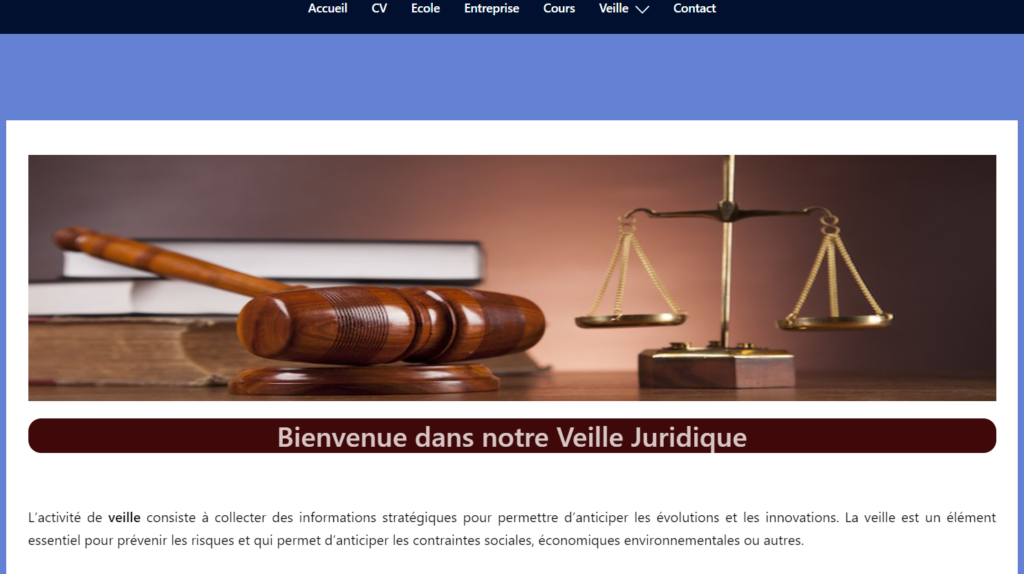 Accueil CV Ecole Entreprise Cours Veille Contact
Bienvenue dans notre Veille Juridique
L’activité de veille consiste à collecter des informations stratégiques pour permettre d’anticiper les évolutions et les innovations. La veille est un élément
essentiel pour prévenir les risques et qui permet d’anticiper les contraintes sociales, économiques environnementales ou autres.